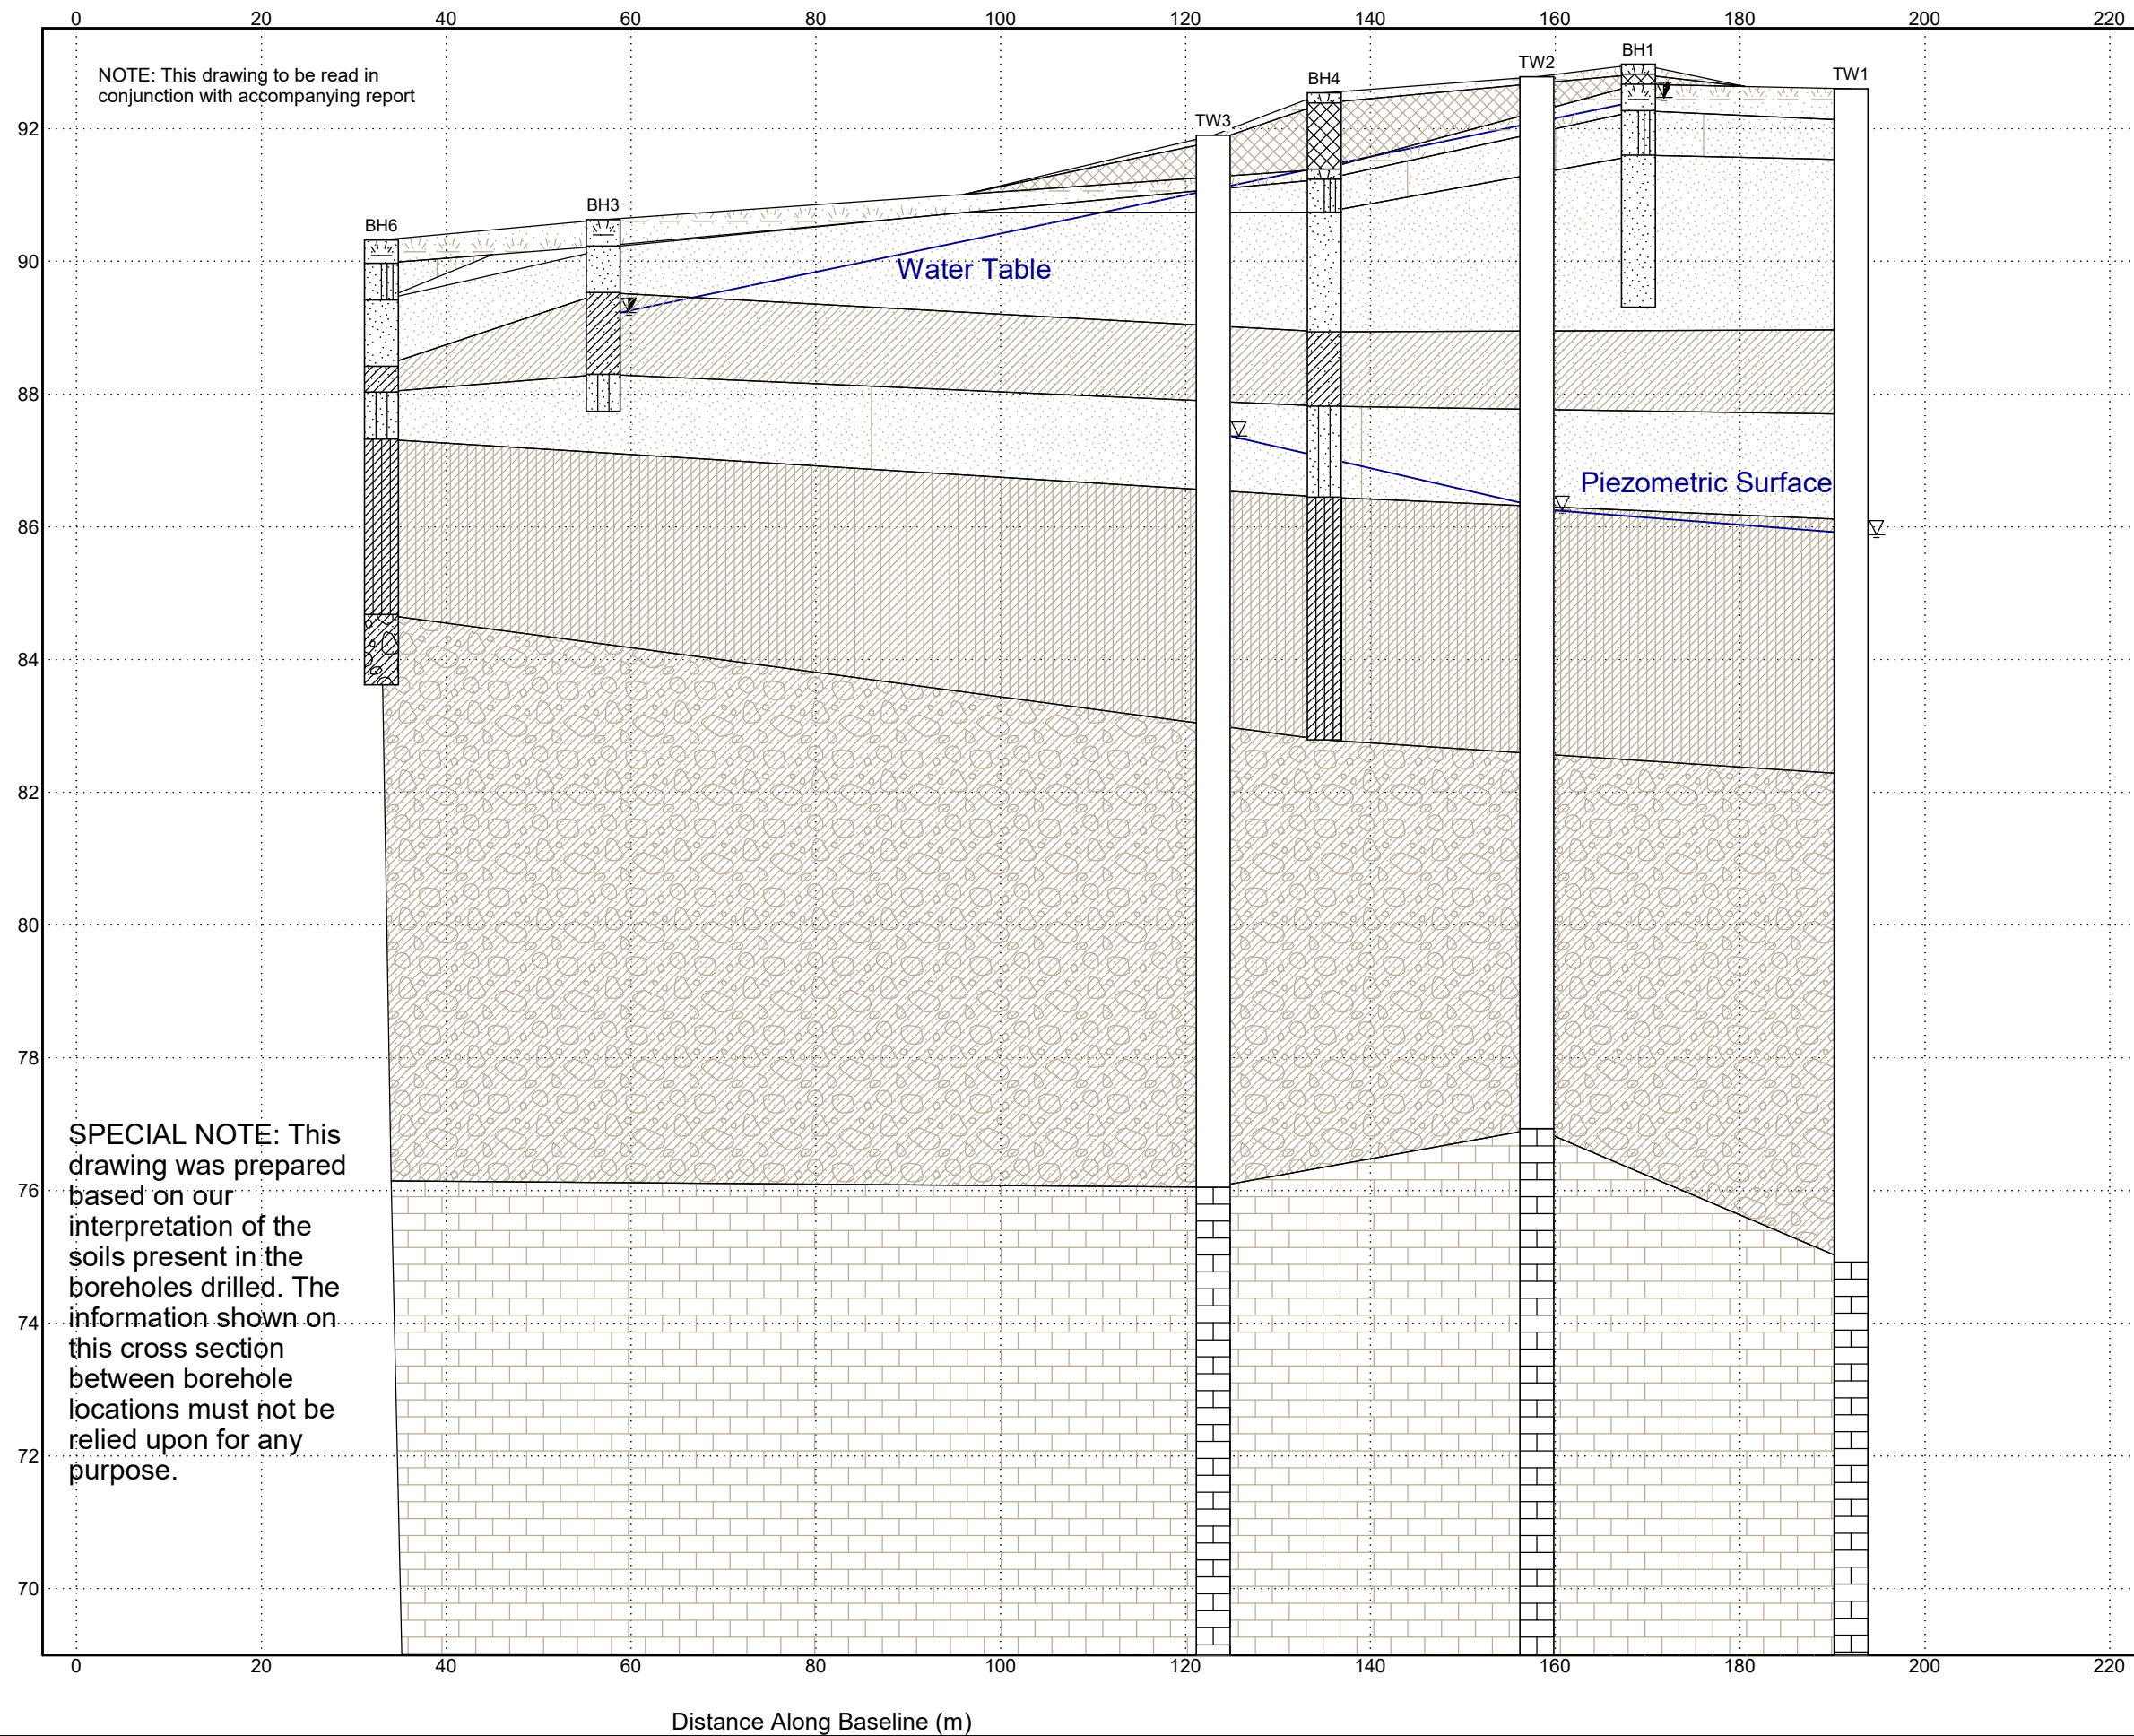 0 20 40 60 80 100 120 140 160 180 200 220
NOTE: This drawing to be read in
conjunction with accompanying report
BH1
TW2
TW1
BH4
TW3
92
BH3
BH6
90
Water Table
88
Piezometric Surface
86
84
82
80
78
SPECIAL NOTE: This
drawing was prepared
based on our
76
interpretation of the
soils present in the
boreholes drilled. The
information shown on
74
this cross section
between borehole
locations must not be
relied upon for any
72
purpose.
70
0 20 40 60 80 100 120 140 160 180 200 220
Distance Along Baseline (m)